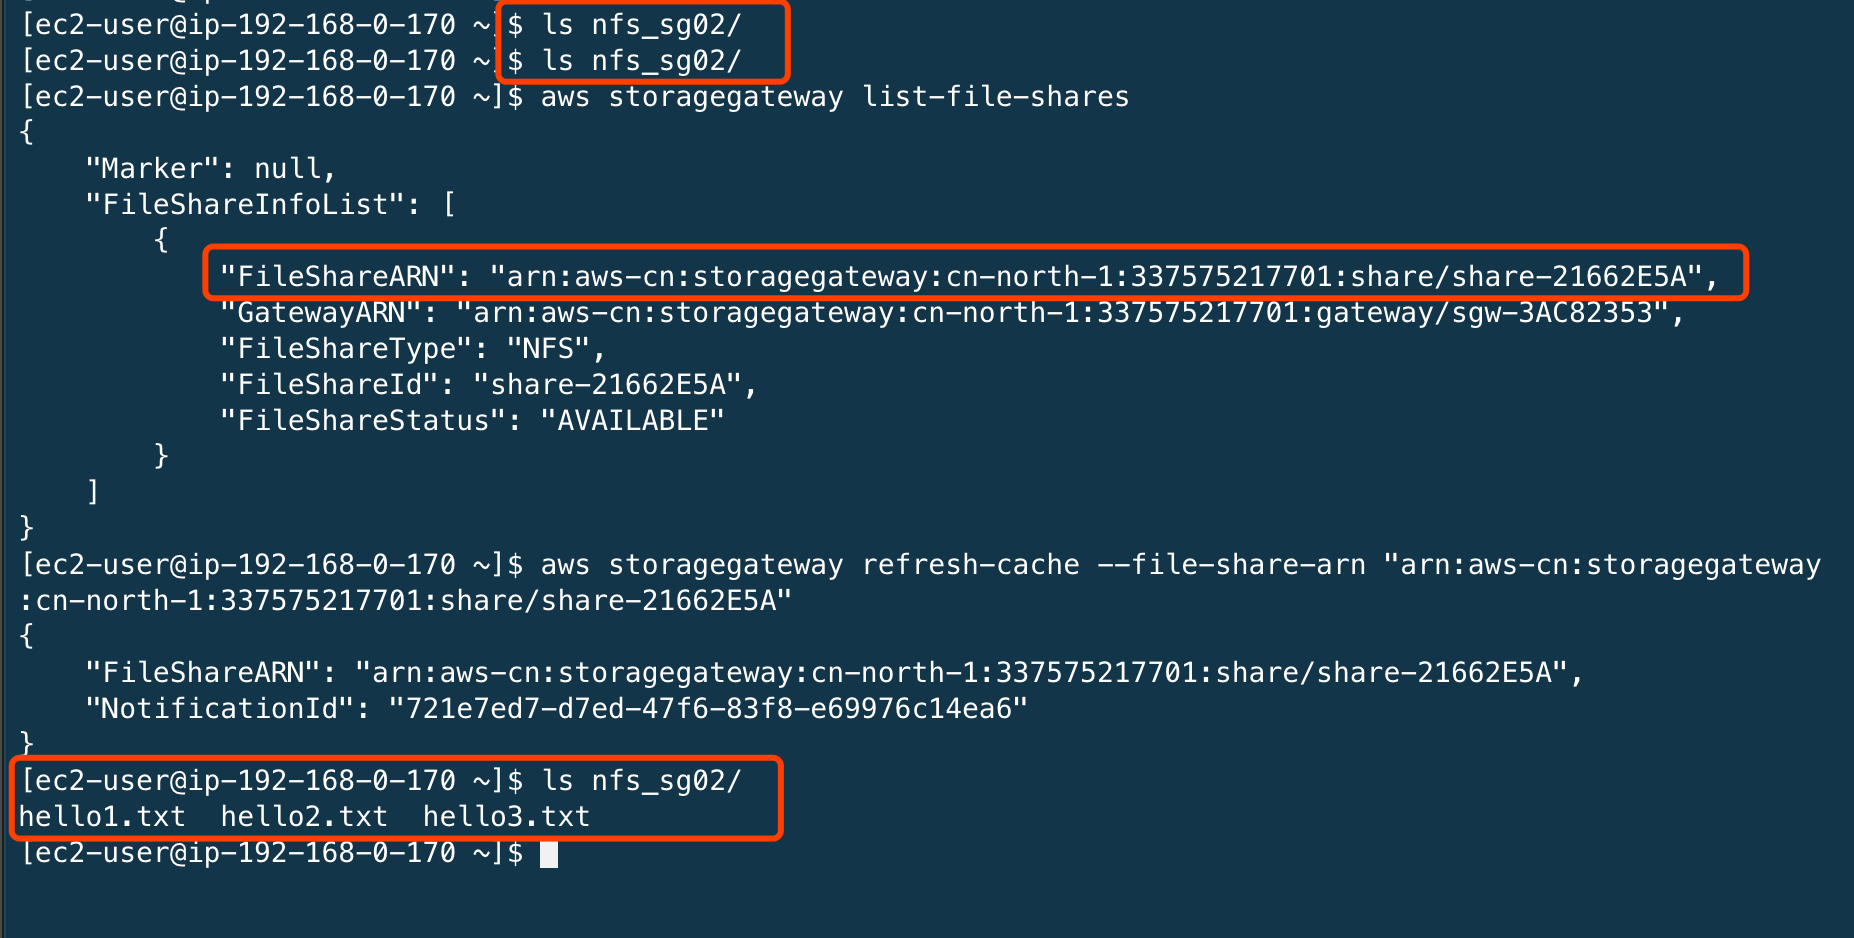 [ec2-user@ip-192-168-0-170 ~]$ ls nfs_sg02/
[ec2-user@ip-192-168-0-170 ~]$ ls nfs_sg02/
[ec2-user@ip-192-168-0-170 ~]$ aws storagegateway list-file-shares
{
    "Marker": null,
    "FileShareInfoList": [
        {
            "FileShareARN": "arn:aws-cn:storagegateway:cn-north-1:337575217701:share/share-21662E5A",
            "GatewayARN": "arn:aws-cn:storagegateway:cn-north-1:337575217701:gateway/sgw-3AC82353",
            "FileShareType": "NFS",
            "FileShareId": "share-21662E5A",
            "FileShareStatus": "AVAILABLE"
        }
    ]
}
[ec2-user@ip-192-168-0-170 ~]$ aws storagegateway refresh-cache --file-share-arn "arn:aws-cn:storagegateway
:cn-north-1:337575217701:share/share-21662E5A"
{
    "FileShareARN": "arn:aws-cn:storagegateway:cn-north-1:337575217701:share/share-21662E5A",
    "NotificationId": "721e7ed7-d7ed-47f6-83f8-e69976c14ea6"
}
[ec2-user@ip-192-168-0-170 ~]$ ls nfs_sg02/
hello1.txt  hello2.txt  hello3.txt
[ec2-user@ip-192-168-0-170 ~]$